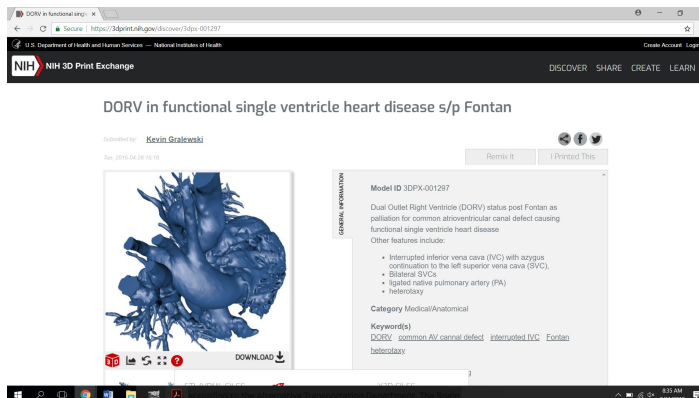 DORV in functional singl
Secure
https://3dprint.nih.gov/discover/3dpx-001297
U.S. Department of Health and Human Services — National Institutes of Health
Create Account Login
NIH
NIH 3D Print Exchange
DISCOVER SHARE CREATE LEARN
DORV in functional single ventricle heart disease s/p Fontan
Submitted by: Kevin Gralewski
Remix It
I Printed This
GENERAL INFORMATION
Model ID 3DPX-001297
Dual Outlet Right Ventricle (DORV) status post Fontan as
palliation for common atrioventricular canal defect causing
functional single ventricle heart disease
Other features include:
Interrupted inferior vena cava (IVC) with azygus
continuation to the left superior vena cava (SVC),
Bilateral SVCs
ligated native pulmonary artery (PA)
heterotaxy
Category Medical/Anatomical
Keyword(s)
DORV common AV cannal defect interrupted IVC Fontan
heterotaxy
DOWNLOAD
8:35 AM